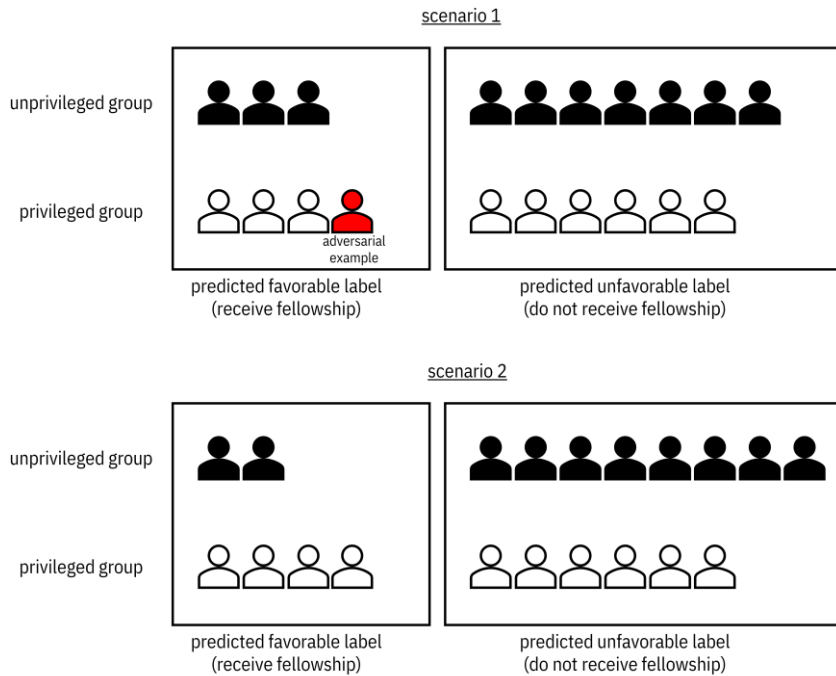 scenario 1
unprivileged group
privileged group
adversarial
example
predicted favorable label
(receive fellowship)
predicted unfavorable label
(do not receive fellowship)
scenario 2
unprivileged group
privileged group
predicted favorable label
(receive fellowship)
predicted unfavorable label
(do not receive fellowship)